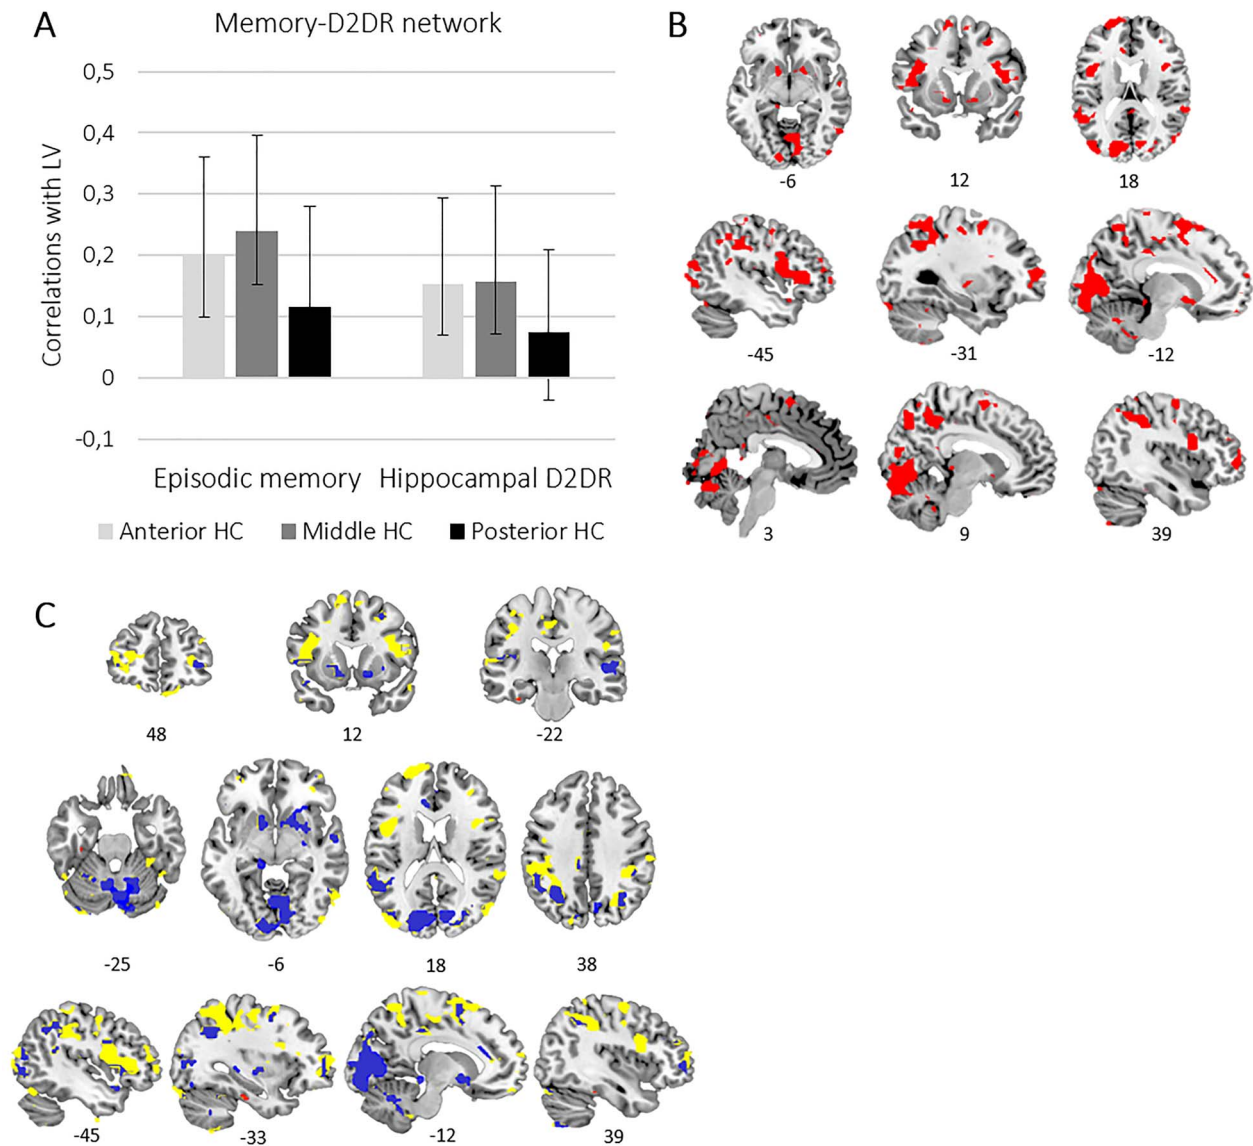 A
Memory-D2DR network
Correlations with LV
0,5
0,4
0,3
0,2
0,1
0
-0,1
Episodic memory
Hippocampal D2DR
Anterior HC
Middle HC
Posterior HC
B
-6
12
18
-45
-31
-12
3
9
39
C
48
12
-22
-25
-6
18
38
-45
-33
-12
39